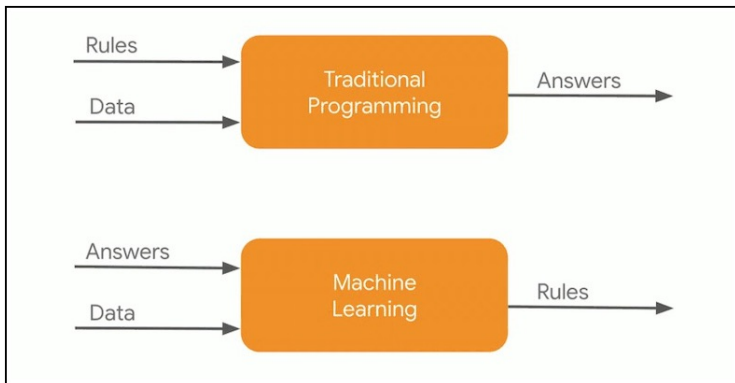 Rules
Data
Traditional
Programming
Answers
Answers
Data
Machine
Learning
Rules